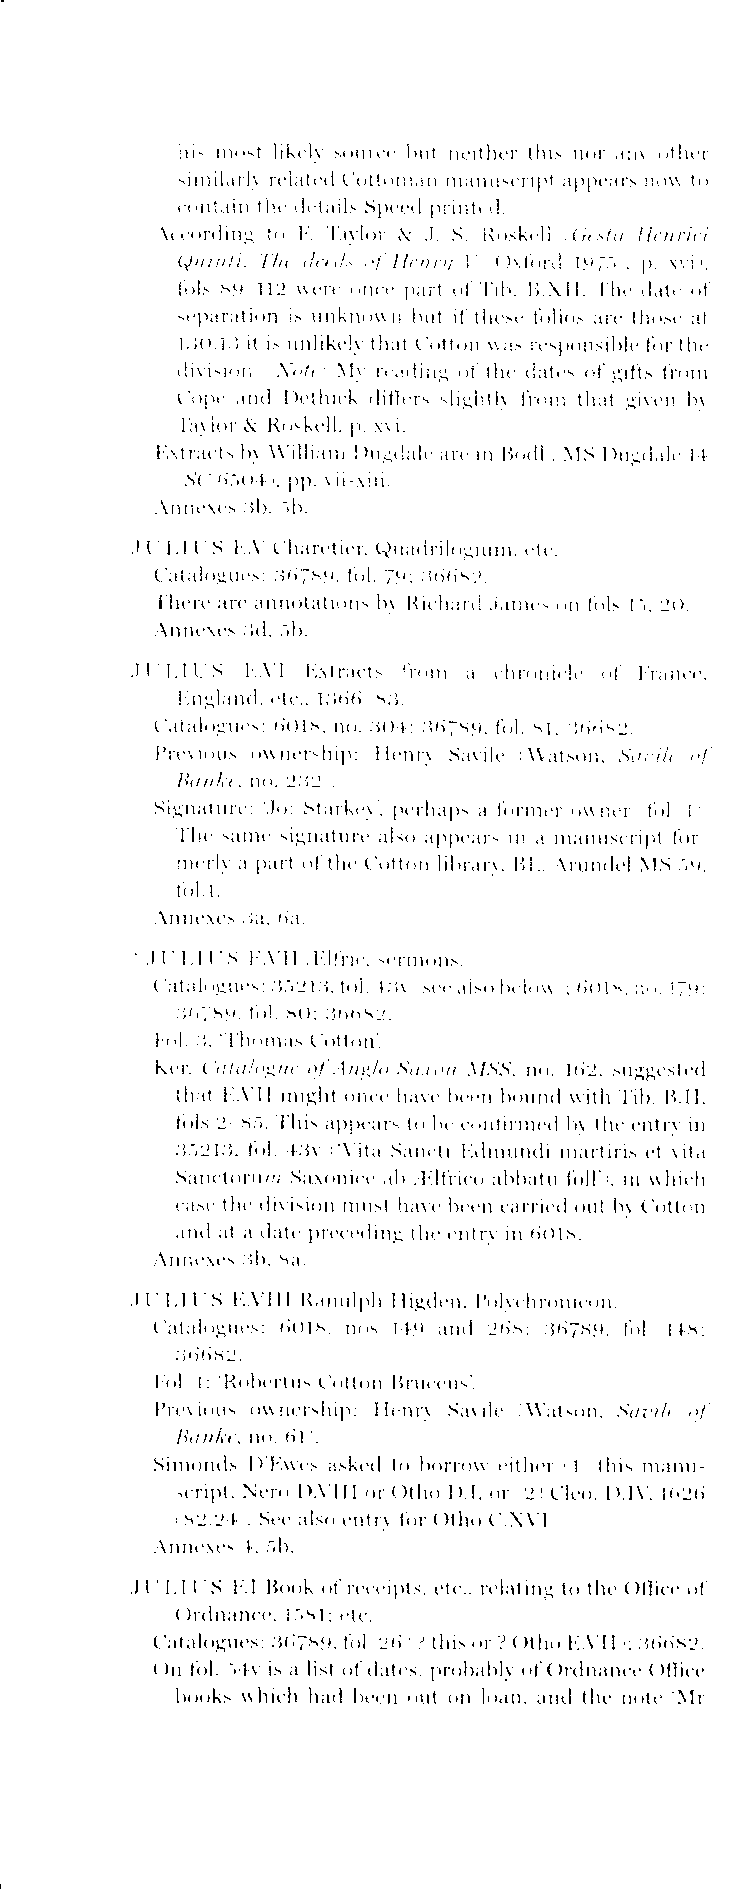 his most likely source but neither this nor any other
similarly related Cottonian manuscript appears now to
contain the details Speed printed.
According to F. Taylor & J. S. Roskell (Gesta Henrici
Quinti. The deeds of Henry V (Oxford 1975), p. xvi),
fols 89–112 were once part of Tib. B.XII. The date of
separation is unknown but if these folios are those at
130.13 it is unlikely that Cotton was responsible for the
division. (Note: My reading of the dates of gifts from
Cope and Dethick differs slightly from that given by
Taylor & Roskell, p. xvi.
Extracts by William Dugdale are in Bodl., MS Dugdale 14
(SC 6504), pp. vii-xiii.
Annexes 3b, 5b.
JULIUS E.V Charetier, Quadrilogium, etc.
Catalogues: 36789, fol. 79; 36682.
There are annotations by Richard James on fols 15, 20.
Annexes 3d, 5b.
JULIUS E.VI Extracts from a chronicle of France,
England, etc., 1366–83.
Catalogues: 6018, no. 304; 36789, fol. 81; 36682.
Previous ownership: Henry Savile (Watson, Savile of
Banke, no. 232).
Signature: 'Jo: Starkey', perhaps a former owner (fol. 1).
The same signature also appears in a manuscript for-
merly a part of the Cotton library, BL, Arundel MS 59,
fol.1.
Annexes 3a, 6a.
* JULIUS E.VII Ælfric, sermons.
Catalogues: 35213, fol. 43v (see also below); 6018, no. 179;
36789, fol. 80; 36682.
Fol. 3, 'Thomas Cotton'.
Ker, Catalogue of Anglo-Saxon MSS, no. 162, suggested
that E.VII might once have been bound with Tib. B.II,
fols 2–85. This appears to be confirmed by the entry in
35213, fol. 43v ('Vita Sancti Edmundi martiris et vita
Sanctorum Saxonice ab Ælfrico abbatu foll'), in which
case the division must have been carried out by Cotton
and at a date preceding the entry in 6018.
Annexes 3b, 8a.
JULIUS E.VIII Ranulph Higden, Polychronicon.
Catalogues: 6018, nos 149 and 268; 36789, fol. 148;
36682.
Fol. 1: 'Robertus Cotton Bruceus'.
Previous ownership: Henry Savile (Watson, Savile of
Banke, no. 61).
Simonds D'Ewes asked to borrow either (1) this manu-
script, Nero D.VIII or Otho D.I, or (2) Cleo. D.IV, 1626
(82.24). See also entry for Otho C.XVI
Annexes 4, 5b.
JULIUS F.I Book of receipts, etc., relating to the Office of
Ordnance, 1581; etc.
Catalogues: 36789, fol. 26 (? this or ? Otho E.VII); 36682.
On fol. 54v is a list of dates, probably of Ordnance Office
books which had been out on loan, and the note 'Mr